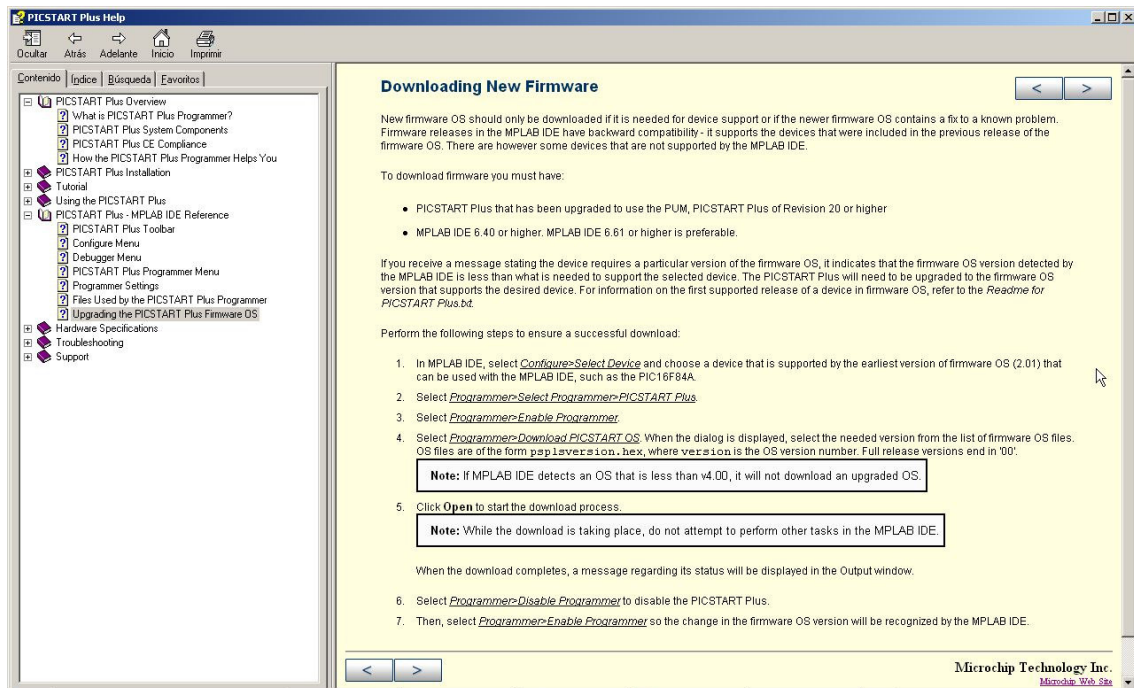 PICSTART Plus Help
Ocultar Atrás Adelante Inicio Imprimir
Contenido Índice Búsqueda Favoritos
PICSTART Plus Overview
What is PICSTART Plus Programmer?
PICSTART Plus System Components
PICSTART Plus CE Compliance
How the PICSTART Plus Programmer Helps You
PICSTART Plus Installation
Tutorial
Using the PICSTART Plus
PICSTART Plus - MPLAB IDE Reference
PICSTART Plus Toolbar
Configure Menu
Debugger Menu
PICSTART Plus Programmer Menu
Programmer Settings
Files Used by the PICSTART Plus Programmer
Upgrading the PICSTART Plus Firmware OS
Hardware Specifications
Troubleshooting
Support
Downloading New Firmware
< >
New firmware OS should only be downloaded if it is needed for device support or if the newer firmware OS contains a fix to a known problem.
Firmware releases in the MPLAB IDE have backward compatibility - it supports the devices that were included in the previous release of the
firmware OS. There are however some devices that are not supported by the MPLAB IDE.
To download firmware you must have:
• PICSTART Plus that has been upgraded to use the PUM, PICSTART Plus of Revision 20 or higher
• MPLAB IDE 6.40 or higher. MPLAB IDE 6.61 or higher is preferable.
If you receive a message stating the device requires a particular version of the firmware OS, it indicates that the firmware OS version detected by
the MPLAB IDE is less than what is needed to support the selected device. The PICSTART Plus will need to be upgraded to the firmware OS
version that supports the desired device. For information on the first supported release of a device in firmware OS, refer to the Readme for
PICSTART Plus.txt.
Perform the following steps to ensure a successful download:
1. In MPLAB IDE, select Configure>Select Device and choose a device that is supported by the earliest version of firmware OS (2.01) that
can be used with the MPLAB IDE, such as the PIC16F84A.
2. Select Programmer>Select Programmer>PICSTART Plus.
3. Select Programmer>Enable Programmer.
4. Select Programmer>Download PICSTART OS. When the dialog is displayed, select the needed version from the list of firmware OS files.
OS files are of the form psplsversion.hex, where version is the OS version number. Full release versions end in '00'.
Note: If MPLAB IDE detects an OS that is less than v4.00, it will not download an upgraded OS.
5. Click Open to start the download process.
Note: While the download is taking place, do not attempt to perform other tasks in the MPLAB IDE.
When the download completes, a message regarding its status will be displayed in the Output window.
6. Select Programmer>Disable Programmer to disable the PICSTART Plus.
7. Then, select Programmer>Enable Programmer so the change in the firmware OS version will be recognized by the MPLAB IDE.
< >
Microchip Technology Inc.
Microchip Web Site